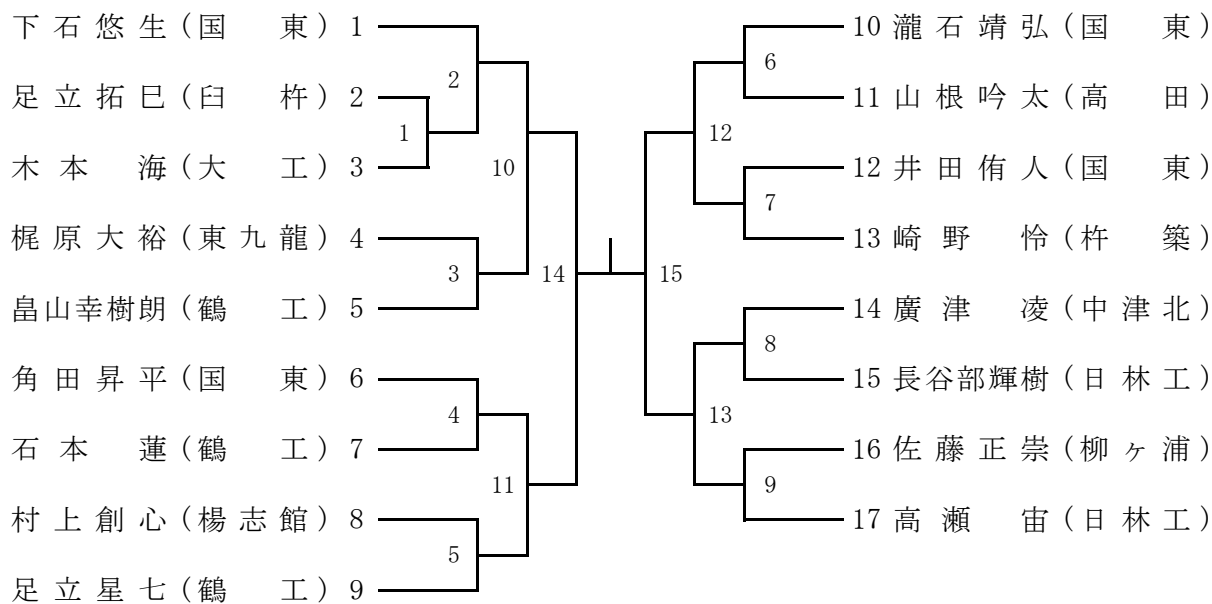 下石悠生(国東) 1
足立拓巳(臼杵) 2
木本海(大工) 3
梶原大裕(東九龍) 4
畠山幸樹朗(鶴工) 5
角田昇平(国東) 6
石本蓮(鶴工) 7
村上創心(楊志館) 8
足立星七(鶴工) 9
1
2
3
4
5
10
11
14
15
12
13
6
7
8
9
10 瀧石靖弘(国東)
11 山根吟太(高田)
12 井田侑人(国東)
13 崎野怜(杵築)
14 廣津凌(中津北)
15 長谷部輝樹(日林工)
16 佐藤正崇(柳ヶ浦)
17 高瀬宙(日林工)